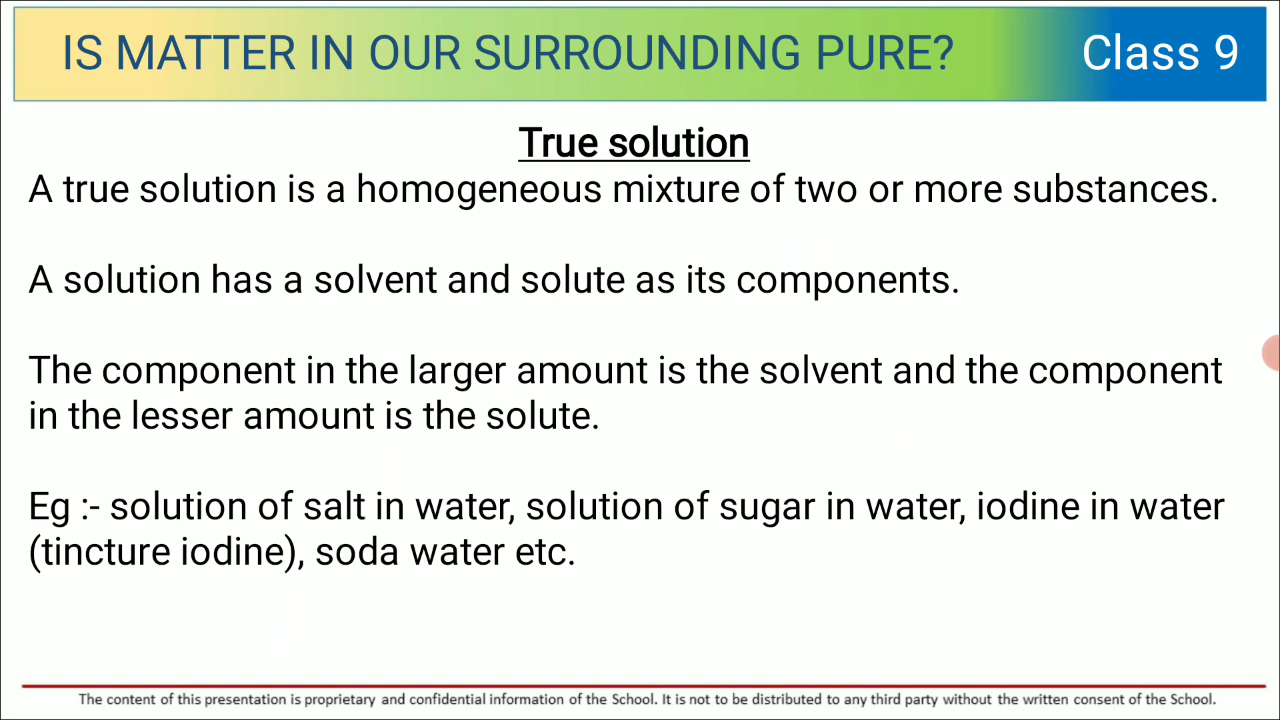 IS MATTER IN OUR SURROUNDING PURE? Class 9
True solution
A true solution is a homogeneous mixture of two or more substances.
A solution has a solvent and solute as its components.
The component in the larger amount is the solvent and the component
in the lesser amount is the solute.
Eg :- solution of salt in water, solution of sugar in water, iodine in water
(tincture iodine), soda water etc.
The content of this presentation is proprietary and confidential information of the School. It is not to be distributed to any third party without the written consent of the School.